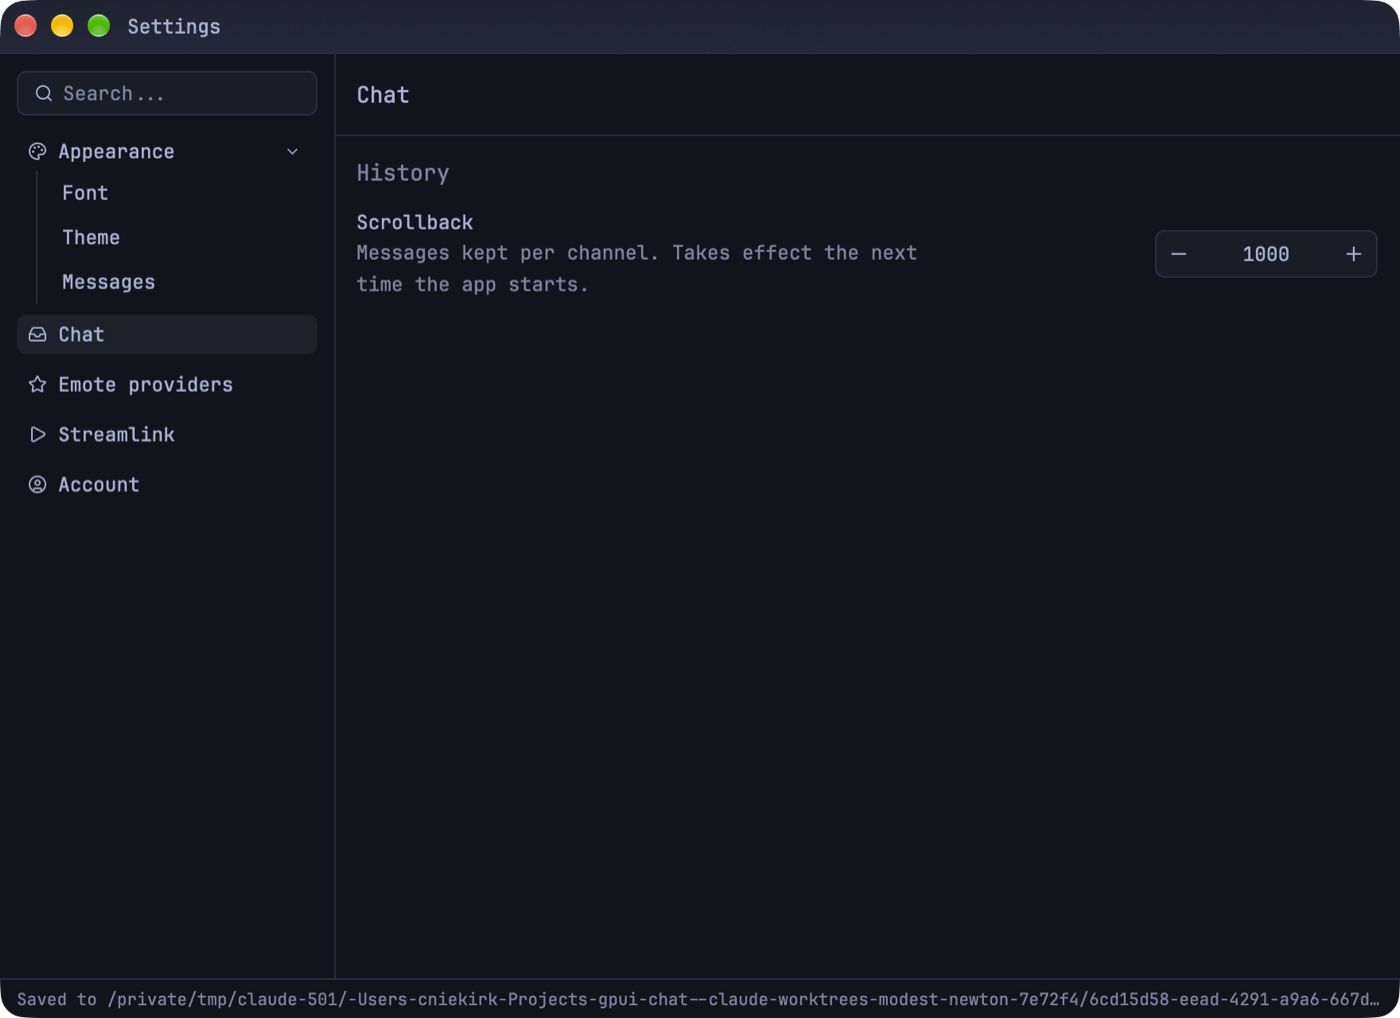 Settings
Search...
Appearance
Font
Theme
Messages
Chat
Emote providers
Streamlink
Account
Chat
History
Scrollback
Messages kept per channel. Takes effect the next
time the app starts.
1000
Saved to /private/tmp/claude-501/-Users-cniekirk-Projects-gpui-chat--claude-worktrees-modest-newton-7e72f4/6cd15d58-eead-4291-a9a6-667d…